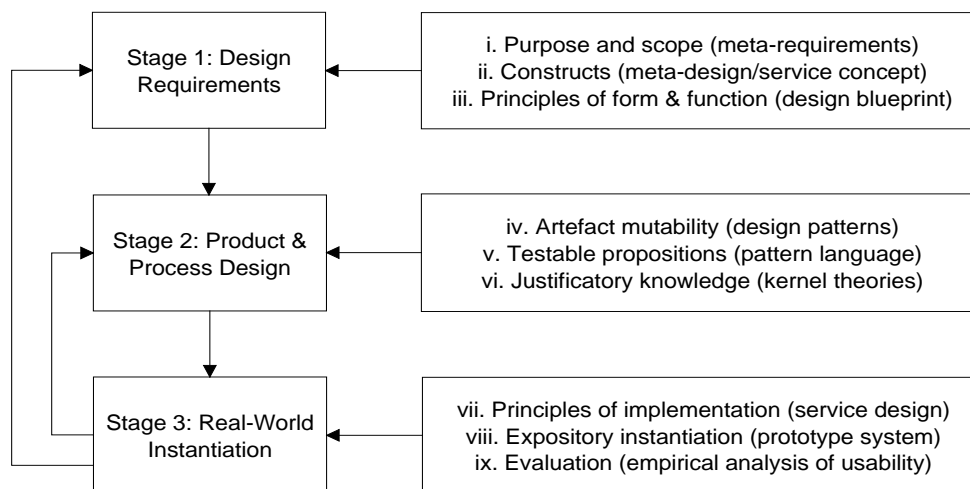 Stage 1: Design
Requirements
i. Purpose and scope (meta-requirements)
ii. Constructs (meta-design/service concept)
iii. Principles of form & function (design blueprint)
Stage 2: Product &
Process Design
iv. Artefact mutability (design patterns)
v. Testable propositions (pattern language)
vi. Justificatory knowledge (kernel theories)
Stage 3: Real-World
Instantiation
vii. Principles of implementation (service design)
viii. Expository instantiation (prototype system)
ix. Evaluation (empirical analysis of usability)